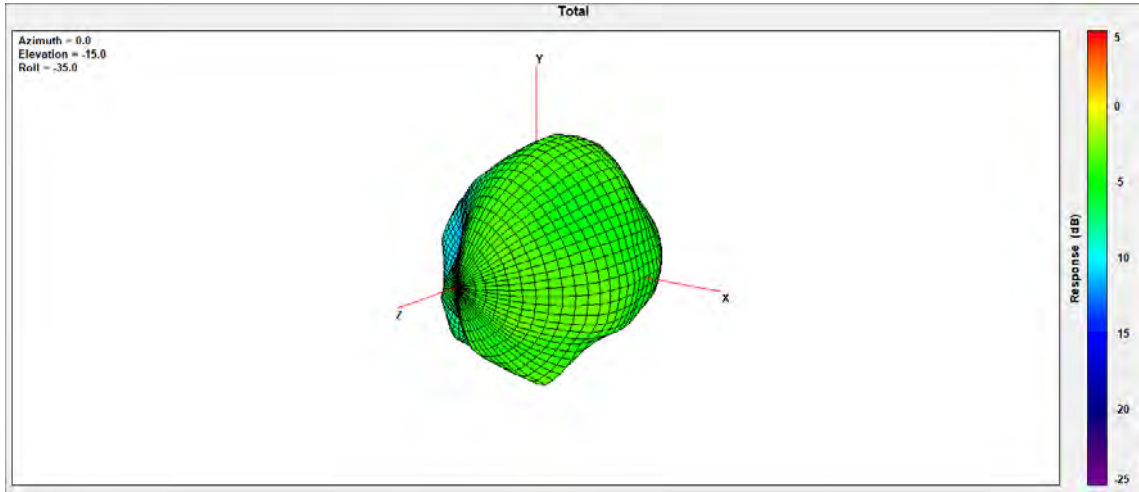 Total
Azimuth = 0.0
Elevation = -15.0
Roll = -35.0
Y
X
Z
5
0
5
10
15
-20
-25
Response (dB)